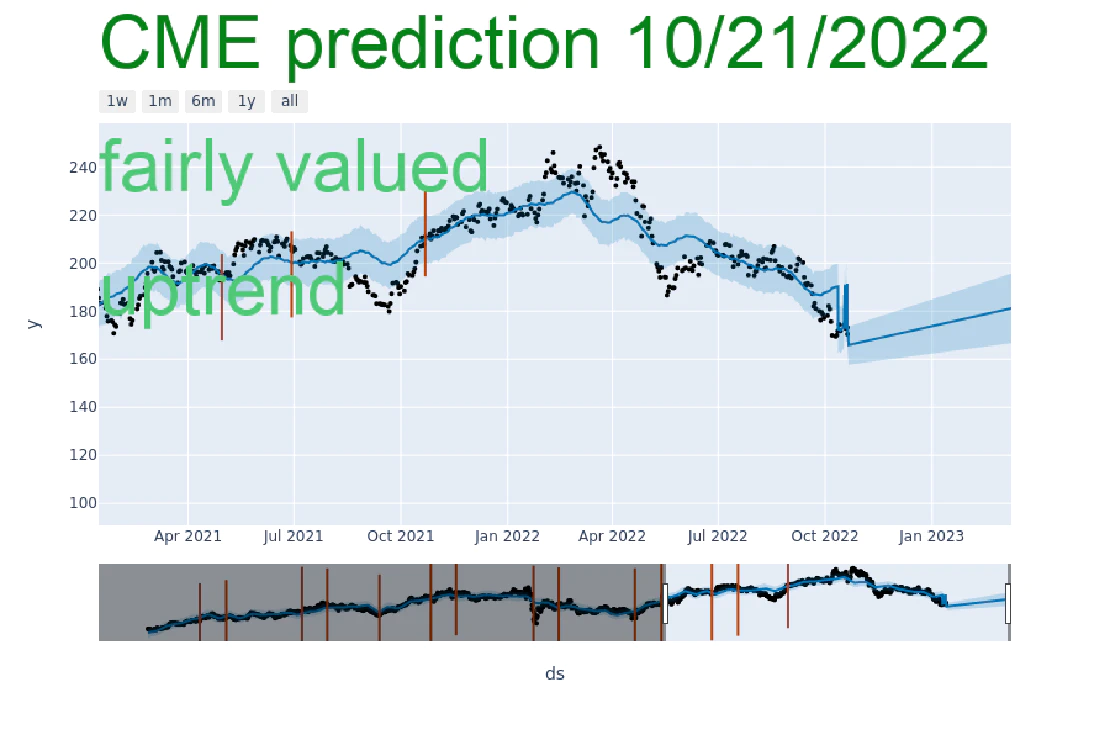 CME prediction 10/21/2022
1w 1m 6m 1y all
fairly valued
uptrend
240
220
200
180
160
140
120
100
y
Apr 2021 Jul 2021 Oct 2021 Jan 2022 Apr 2022 Jul 2022 Oct 2022 Jan 2023
ds